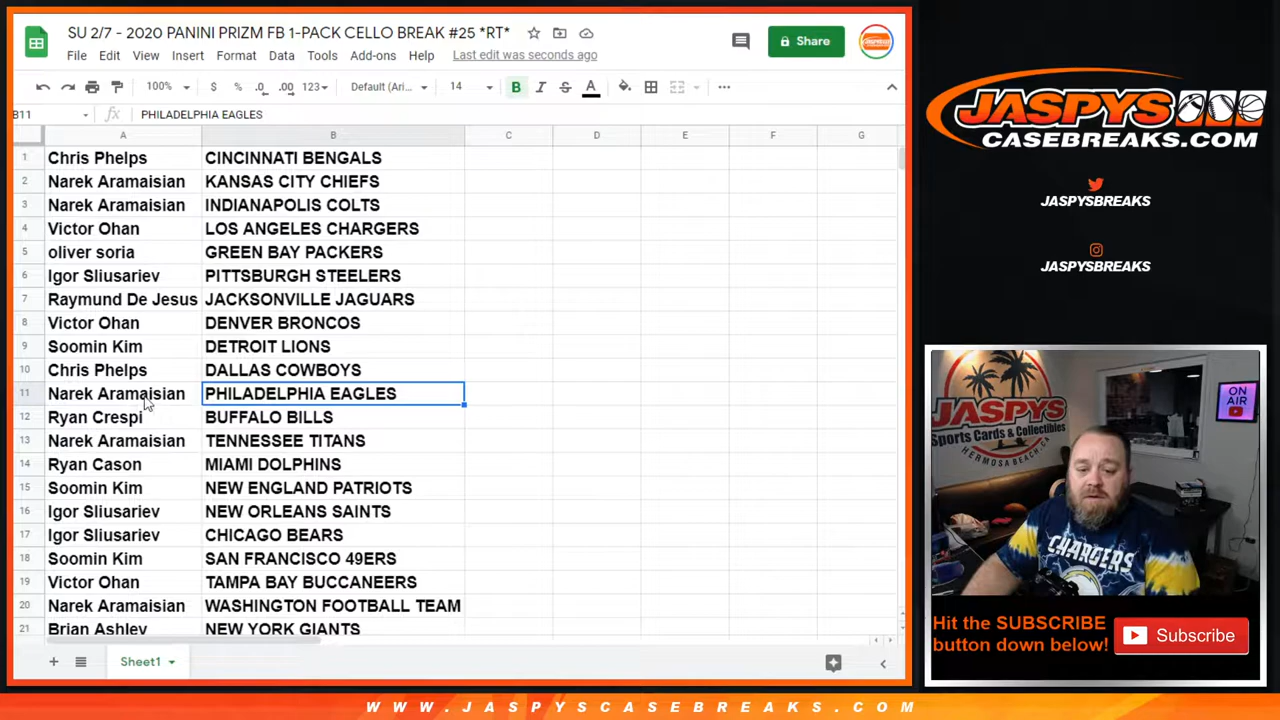 SU 2/7 - 2020 PANINI PRIZM FB 1-PACK CELLO BREAK #25 *RT*
File Edit View Insert Format Data Tools Add-ons Help Last edit was seconds ago
Share
100% $ % .0 .00 123 Default (Ari... 14 B I S A
B11 fx PHILADELPHIA EAGLES
A B C D E F G
1 Chris Phelps CINCINNATI BENGALS
2 Narek Aramaisian KANSAS CITY CHIEFS
3 Narek Aramaisian INDIANAPOLIS COLTS
4 Victor Ohan LOS ANGELES CHARGERS
5 oliver soria GREEN BAY PACKERS
6 Igor Sliusariev PITTSBURGH STEELERS
7 Raymund De Jesus JACKSONVILLE JAGUARS
8 Victor Ohan DENVER BRONCOS
9 Soomin Kim DETROIT LIONS
10 Chris Phelps DALLAS COWBOYS
11 Narek Aramaisian PHILADELPHIA EAGLES
12 Ryan Crespi BUFFALO BILLS
13 Narek Aramaisian TENNESSEE TITANS
14 Ryan Cason MIAMI DOLPHINS
15 Soomin Kim NEW ENGLAND PATRIOTS
16 Igor Sliusariev NEW ORLEANS SAINTS
17 Igor Sliusariev CHICAGO BEARS
18 Soomin Kim SAN FRANCISCO 49ERS
19 Victor Ohan TAMPA BAY BUCCANEERS
20 Narek Aramaisian WASHINGTON FOOTBALL TEAM
21 Brian Ashley NEW YORK GIANTS
Sheet1
JASPYS
CASEBREAKS.COM
JASPYSBREAKS
JASPYSBREAKS
JASPYS
Sports Cards & Collectibles
HERMOSA BEACH, CA
ON
AIR
CHARGERS
Hit the SUBSCRIBE
button down below!
Subscribe
WWW.JASPYSCASEBREAKS.COM